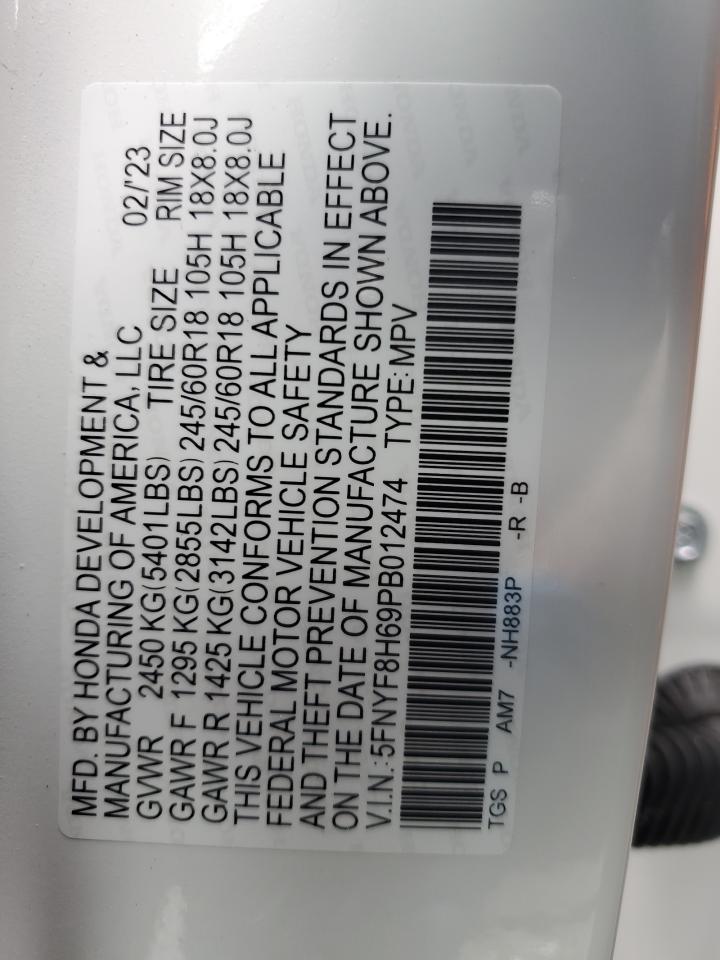 MFD. BY HONDA DEVELOPMENT &
MANUFACTURING OF AMERICA, LLC 02/'23
GVWR 2450 KG(5401LBS) TIRE SIZE RIM SIZE
GAWR F 1295 KG(2855LBS) 245/60R18 105H 18X8.0J
GAWR R 1425 KG(3142LBS) 245/60R18 105H 18X8.0J
THIS VEHICLE CONFORMS TO ALL APPLICABLE
FEDERAL MOTOR VEHICLE SAFETY
AND THEFT PREVENTION STANDARDS IN EFFECT
ON THE DATE OF MANUFACTURE SHOWN ABOVE.
V.I.N.:5FNYF8H69PB012474 TYPE:MPV
TGS P AM7 -NH883P -R -B